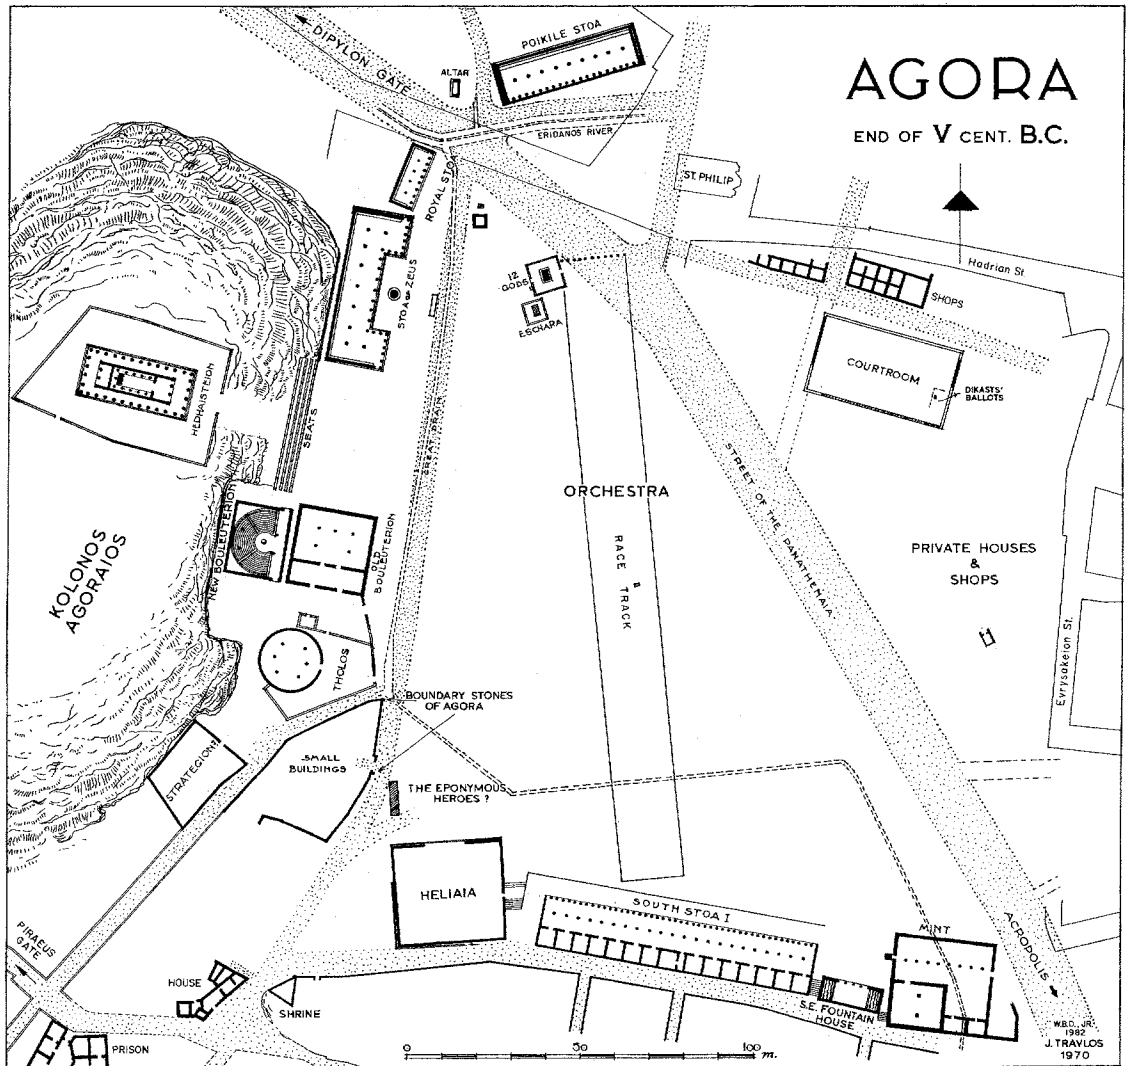 AGORA
END OF V CENT. B.C.
DIPYLON GATE
POIKILE STOA
ALTAR
ERIDANOS RIVER
ROYAL STOA
ST. PHILIP
STOA OF ZEUS
12
GODS
ESCHARA
Hadrian St.
SHOPS
COURTROOM
DIKASTS'
BALLOTS
HEPHAISTEION
SEATS
GREAT DRAIN
STREET OF THE PANATHENAIA
ORCHESTRA
RACE TRACK
KOLONOS
AGORAIOS
NEW BOULEUTERION
OLD
BOULEUTERION
PRIVATE HOUSES
&
SHOPS
Evrysakeion St.
THOLOS
BOUNDARY STONES
OF AGORA
STRATEGION?
SMALL
BUILDINGS
THE EPONYMOUS
HEROES ?
HELIAIA
SOUTH STOA I
MINT
ACROPOLIS
PIRAEUS
GATE
HOUSE
SHRINE
S.E. FOUNTAIN
HOUSE
PRISON
0 50 100 m.
W.B.D., JR.
1982
J. TRAVLOS
1970